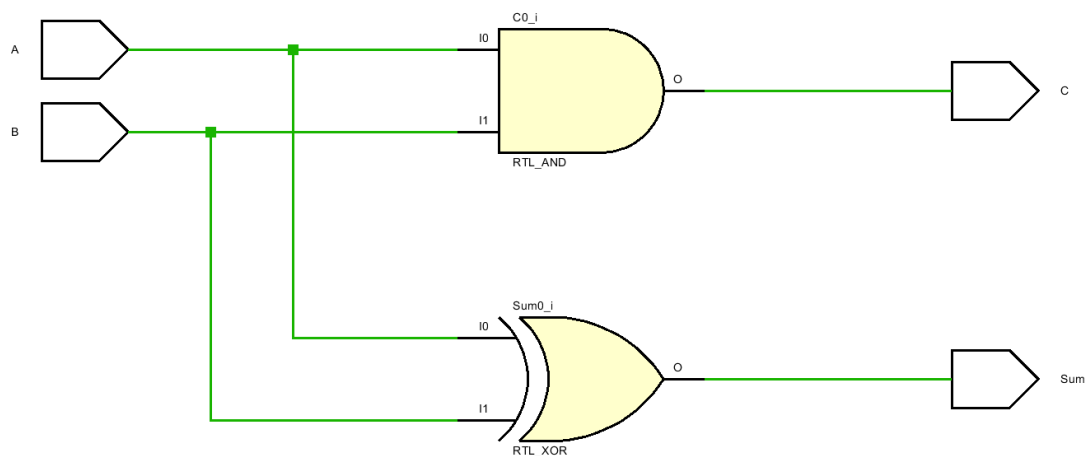 C0_i
A
I0
O
C
B
I1
RTL_AND
Sum0_i
I0
O
Sum
I1
RTL_XOR